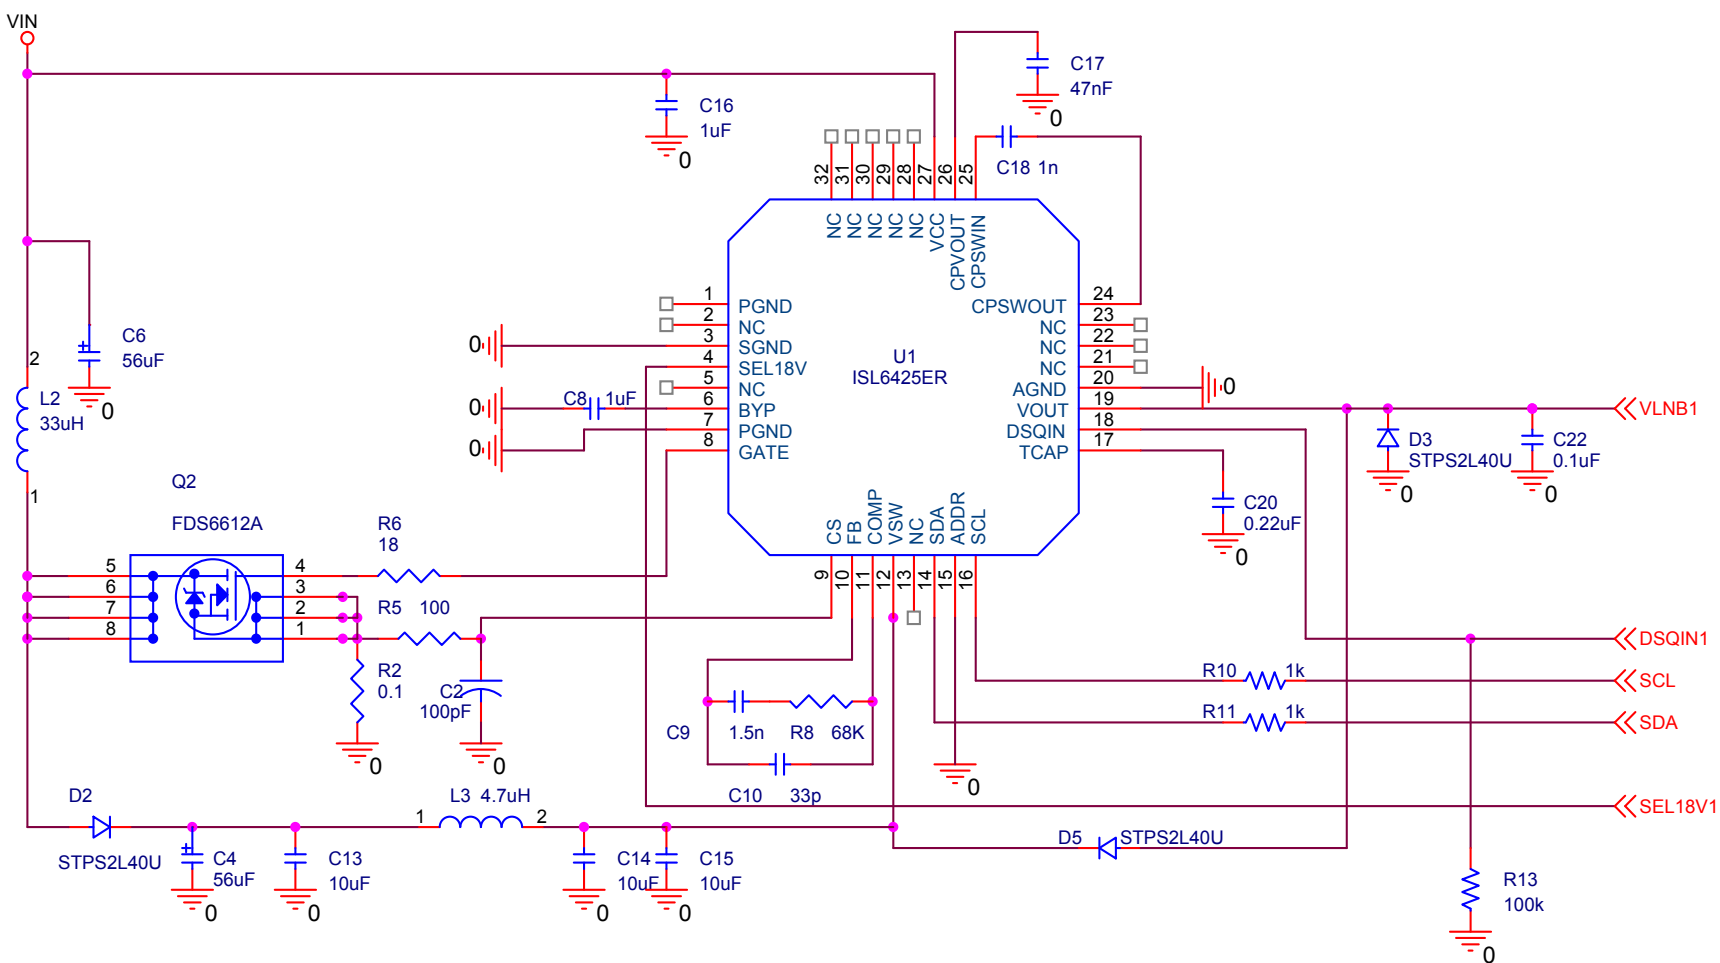 VIN
C17
47nF
0
C16
1uF
0
C18 1n
32
31
30
29
28
27
26
25
NC
NC
NC
NC
NC
VCC
CPVOUT
CPSWIN
C6
56uF
0
2
L2
33uH
1
1
2
3
4
5
6
7
8
PGND
NC
SGND
SEL18V
NC
BYP
PGND
GATE
0
0
C8
1uF
0
U1
ISL6425ER
CPSWOUT
NC
NC
NC
AGND
VOUT
DSQIN
TCAP
24
23
22
21
20
19
18
17
0
VLNB1
D3
STPS2L40U
0
C22
0.1uF
0
C20
0.22uF
0
CS
FB
COMP
VSW
NC
SDA
ADDR
SCL
9
10
11
12
13
14
15
16
Q2
FDS6612A
5
6
7
8
4
3
2
1
R6
18
R5 100
R2
0.1
0
C2
100pF
0
C9
1.5n
R8
68K
C10
33p
0
DSQIN1
R10
1k
SCL
R11
1k
SDA
SEL18V1
D2
STPS2L40U
C4
56uF
0
C13
10uF
0
1
L3 4.7uH
2
C14
10uF
0
C15
10uF
0
D5
STPS2L40U
R13
100k
0